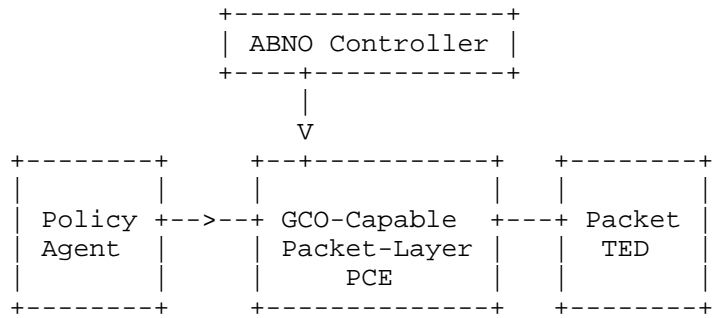 ABNO Controller
V
Policy GCO-Capable Packet
Agent Packet-Layer TED
PCE